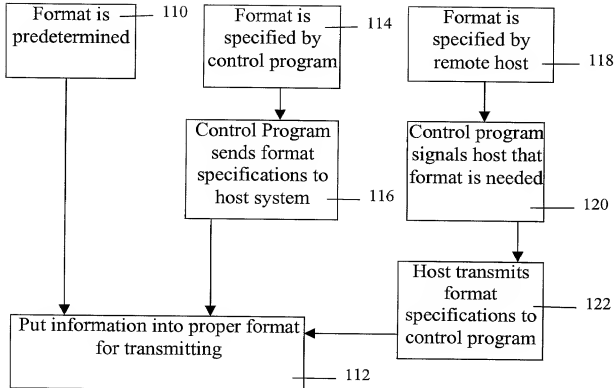 Format is
predetermined
110
Format is
specified by
control program
114
Format is
specified by
remote host
118
Control Program
sends format
specifications to
host system
116
Control program
signals host that
format is needed
120
Host transmits
format
specifications to
control program
122
Put information into proper format
for transmitting
112